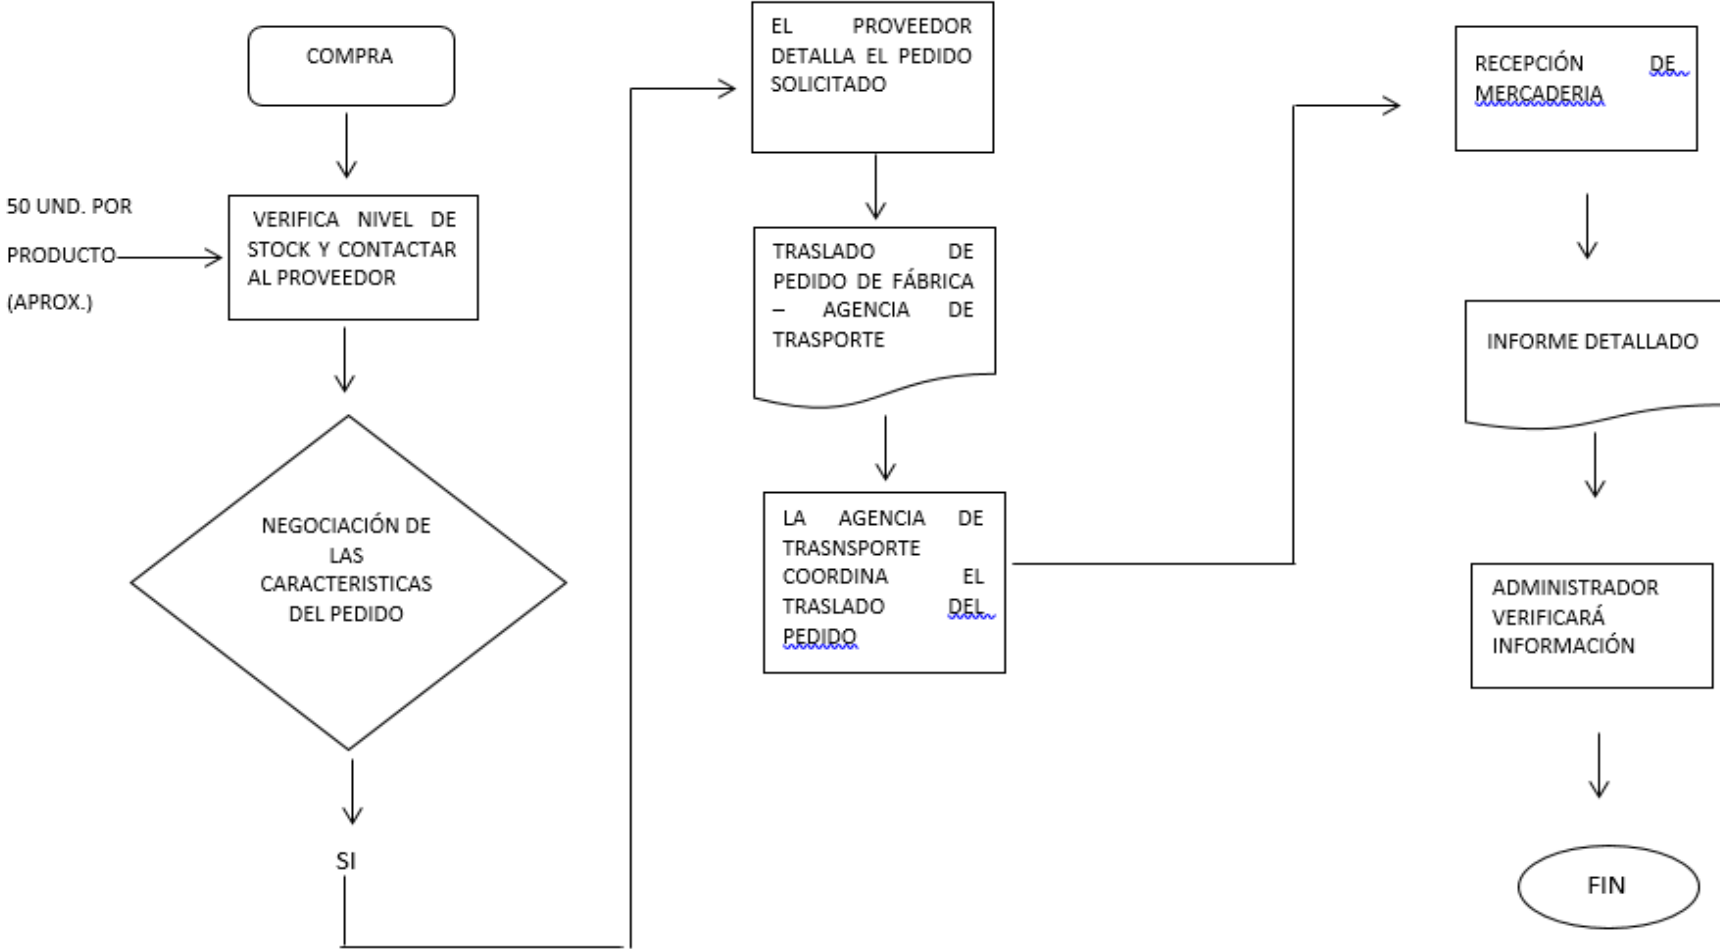 COMPRA
50 UND. POR
PRODUCTO
(APROX.)
VERIFICA NIVEL DE
STOCK Y CONTACTAR
AL PROVEEDOR
NEGOCIACIÓN DE
LAS
CARACTERISTICAS
DEL PEDIDO
SI
EL PROVEEDOR
DETALLA EL PEDIDO
SOLICITADO
TRASLADO DE
PEDIDO DE FÁBRICA
– AGENCIA DE
TRASPORTE
LA AGENCIA DE
TRASNSPORTE
COORDINA EL
TRASLADO DEL
PEDIDO
RECEPCIÓN DE
MERCADERIA
INFORME DETALLADO
ADMINISTRADOR
VERIFICARÁ
INFORMACIÓN
FIN